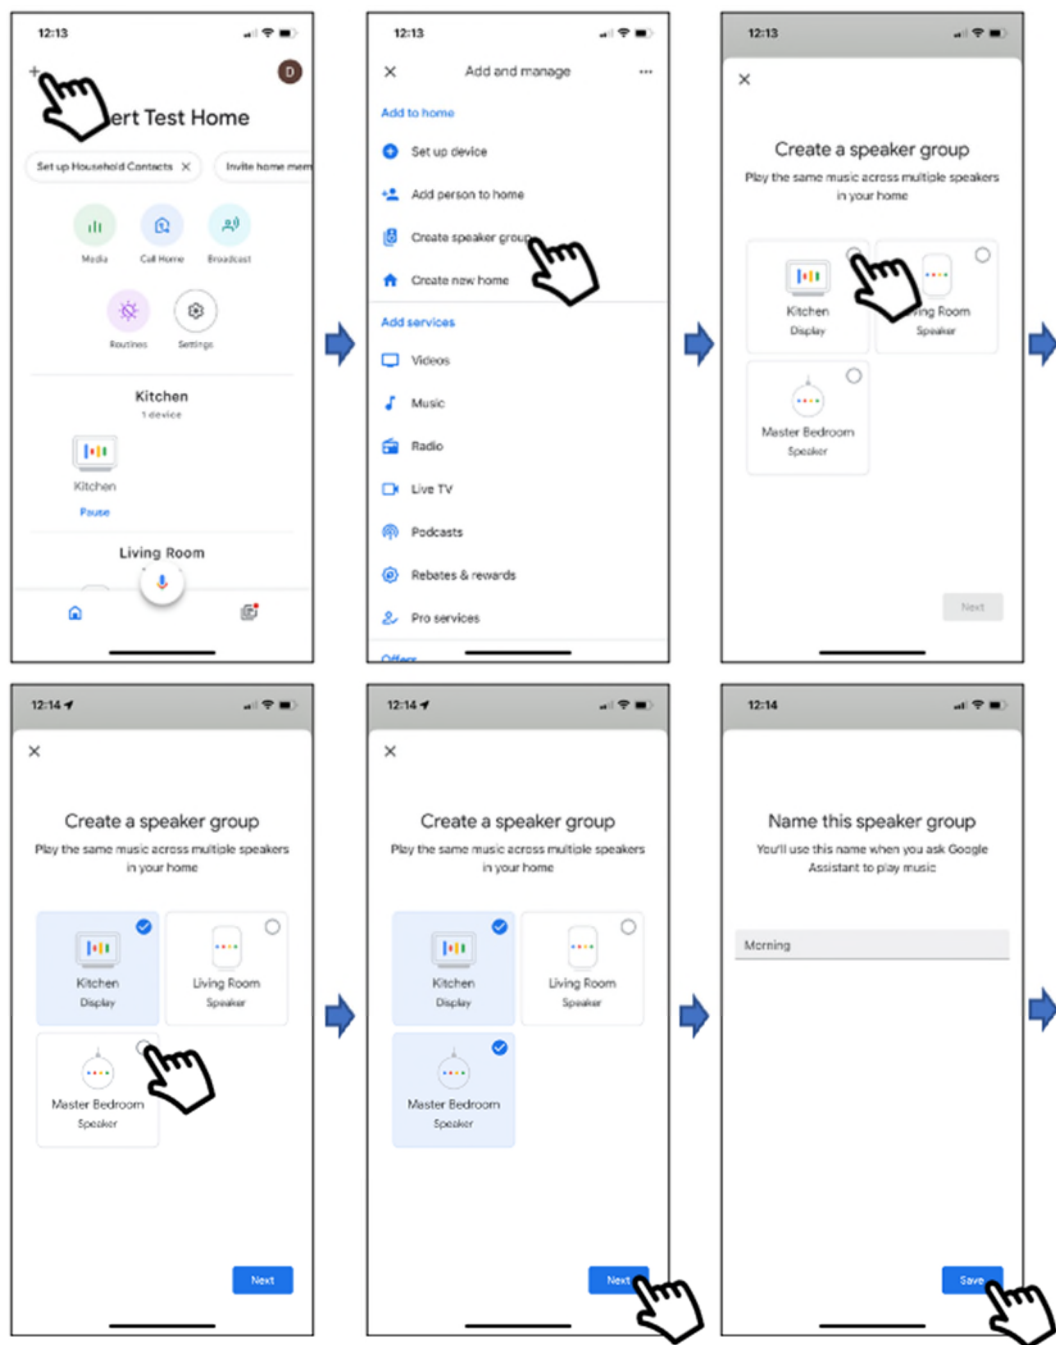 12:13
+
D
ert Test Home
Set up Household Contacts ×
Invite home mem
Media
Call Home
Broadcast
Routines
Settings
Kitchen
1 device
Kitchen
Pause
Living Room
12:13
× Add and manage ...
Add to home
Set up device
Add person to home
Create speaker group
Create new home
Add services
Videos
Music
Radio
Live TV
Podcasts
Rebates & rewards
Pro services
Offers
12:13
×
Create a speaker group
Play the same music across multiple speakers
in your home
Kitchen
Display
ving Room
Speaker
Master Bedroom
Speaker
Next
12:14
×
Create a speaker group
Play the same music across multiple speakers
in your home
Kitchen
Display
Living Room
Speaker
Master Bedroom
Speaker
Next
12:14
×
Create a speaker group
Play the same music across multiple speakers
in your home
Kitchen
Display
Living Room
Speaker
Master Bedroom
Speaker
Next
12:14
Name this speaker group
You'll use this name when you ask Google
Assistant to play music
Morning
Save